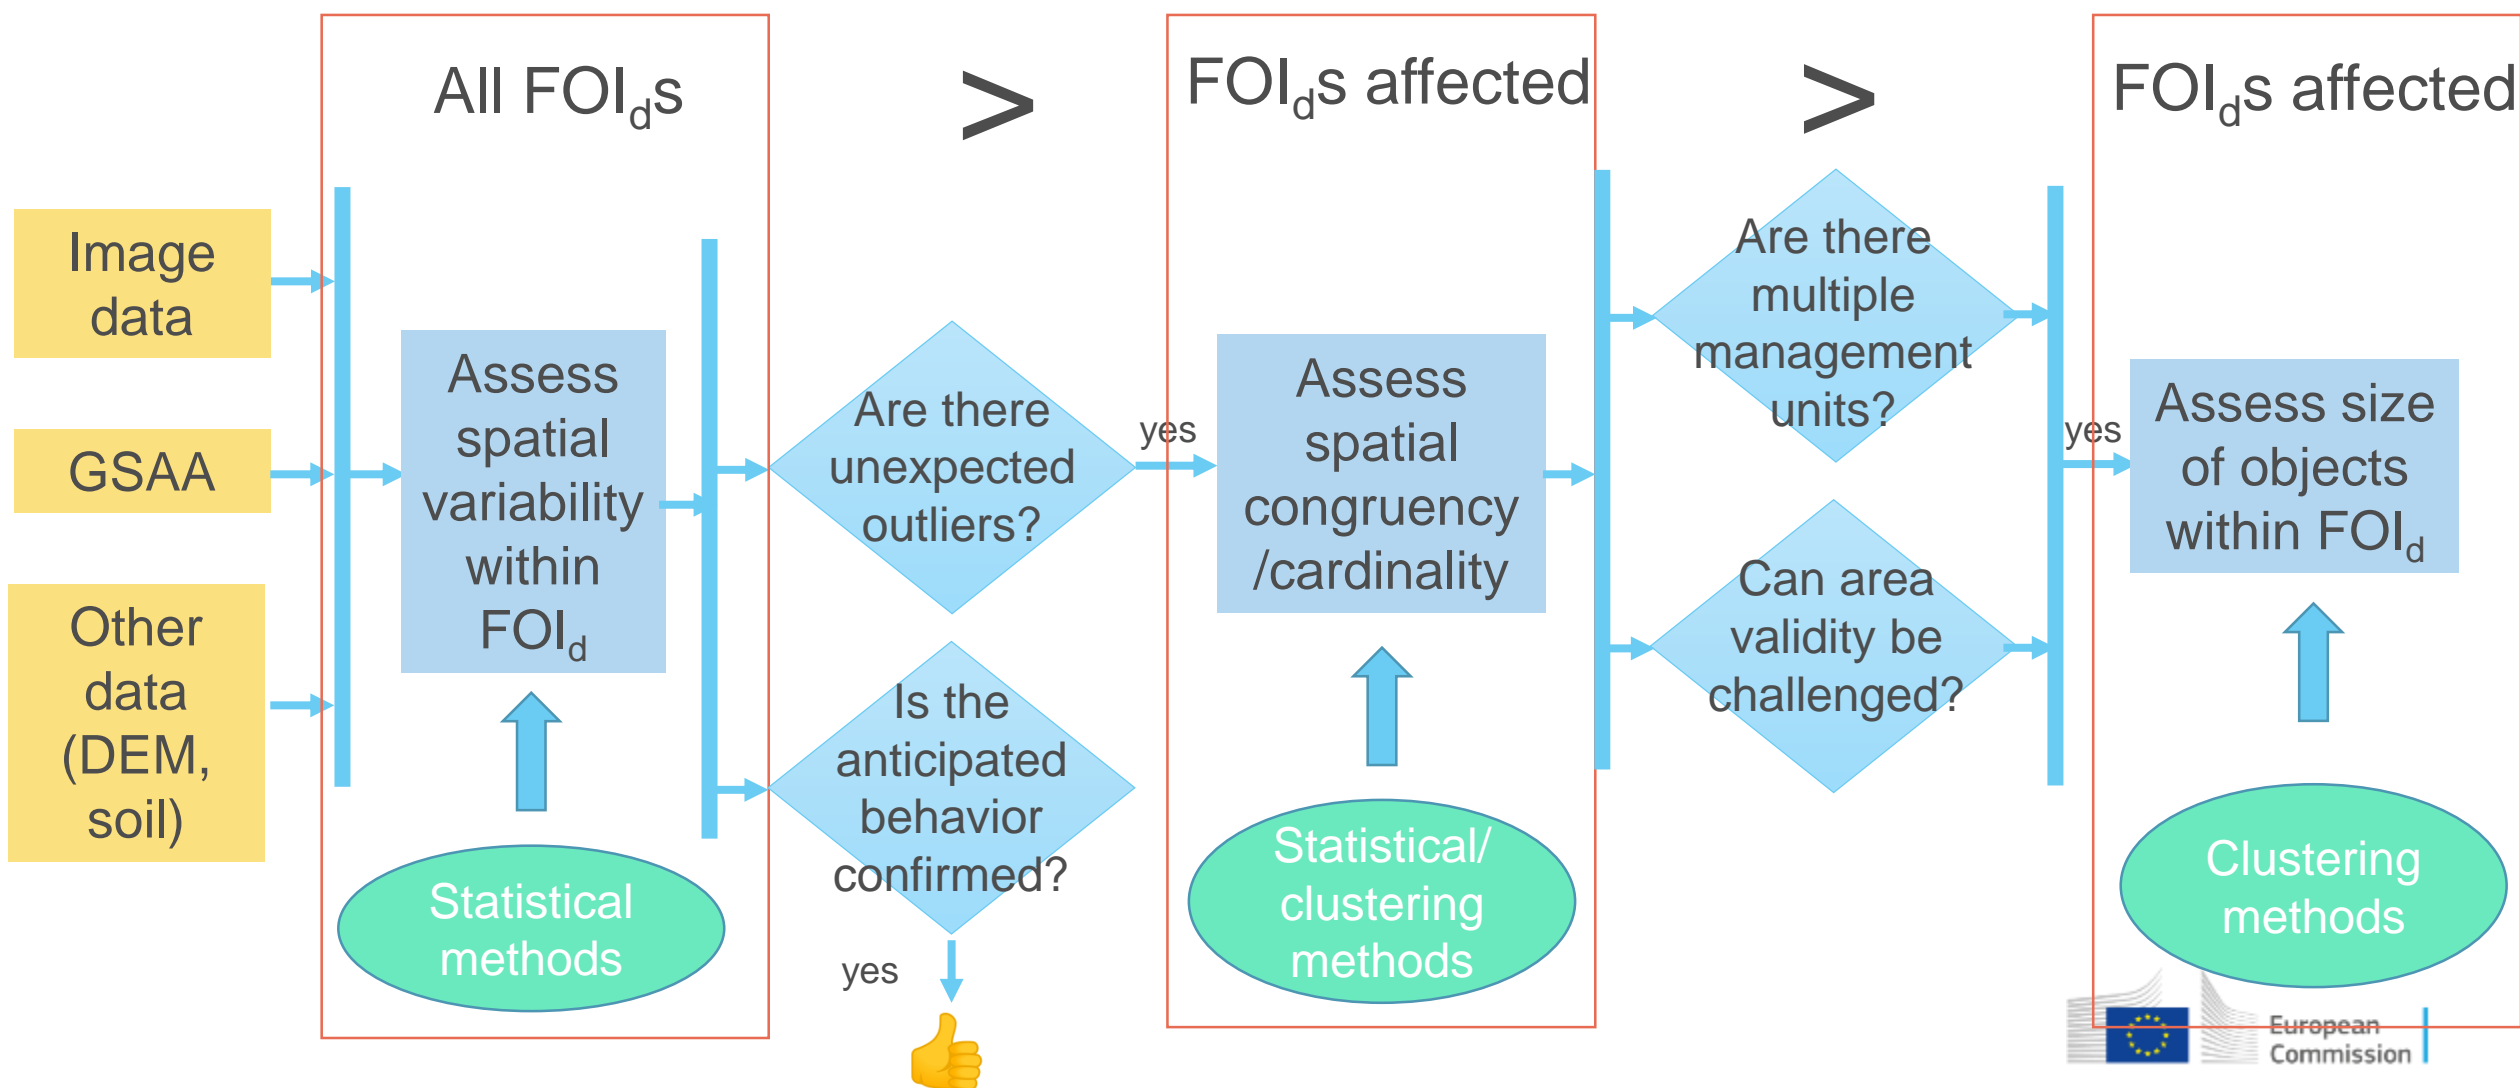 All FOIds
>
FOIds affected
>
FOIds affected
Image
data
GSAA
Other
data
(DEM,
soil)
Assess
spatial
variability
within
FOId
Statistical
methods
Are there
unexpected
outliers?
yes
Is the
anticipated
behavior
confirmed?
yes
Assess
spatial
congruency
/cardinality
Statistical/
clustering
methods
Are there
multiple
management
units?
Can area
validity be
challenged?
yes
Assess size
of objects
within FOId
Clustering
methods
European
Commission